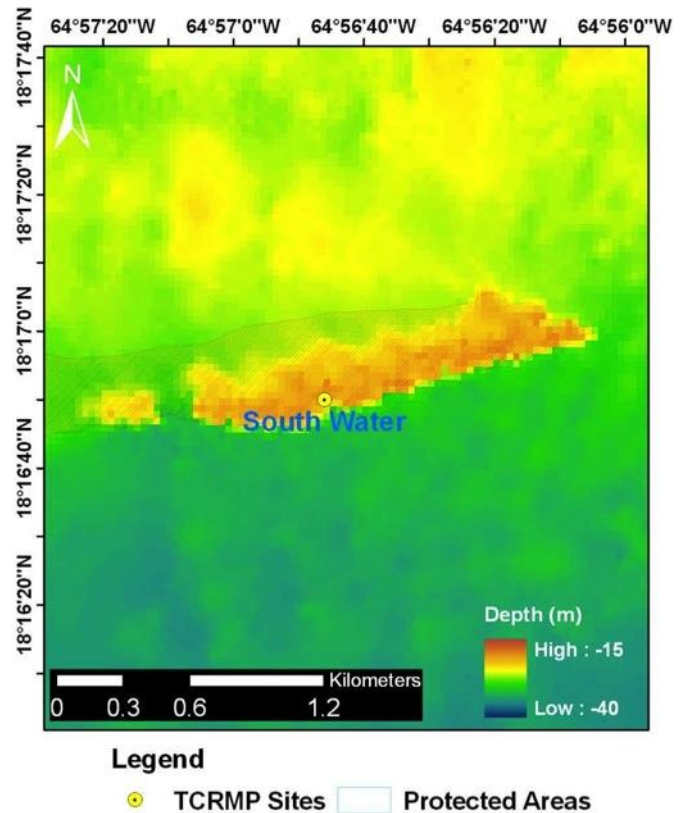 64°57'20"W 64°57'0"W 64°56'40"W 64°56'20"W 64°56'0"W
18°17'40"N
N
18°17'20"N
18°17'0"N
South Water
18°16'40"N
18°16'20"N
Depth (m)
High : -15
Low : -40
Kilometers
0 0.3 0.6 1.2
Legend
TCRMP Sites Protected Areas